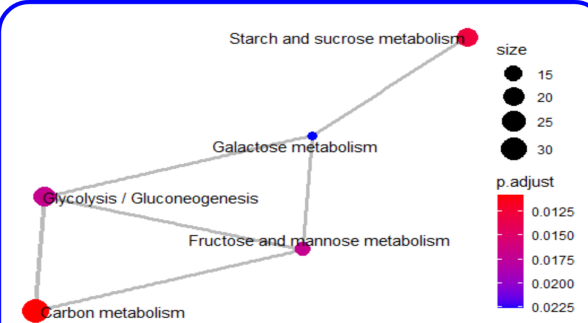 Starch and sucrose metabolism
Galactose metabolism
Glycolysis / Gluconeogenesis
Fructose and mannose metabolism
Carbon metabolism
size
15
20
25
30
p.adjust
0.0125
0.0150
0.0175
0.0200
0.0225